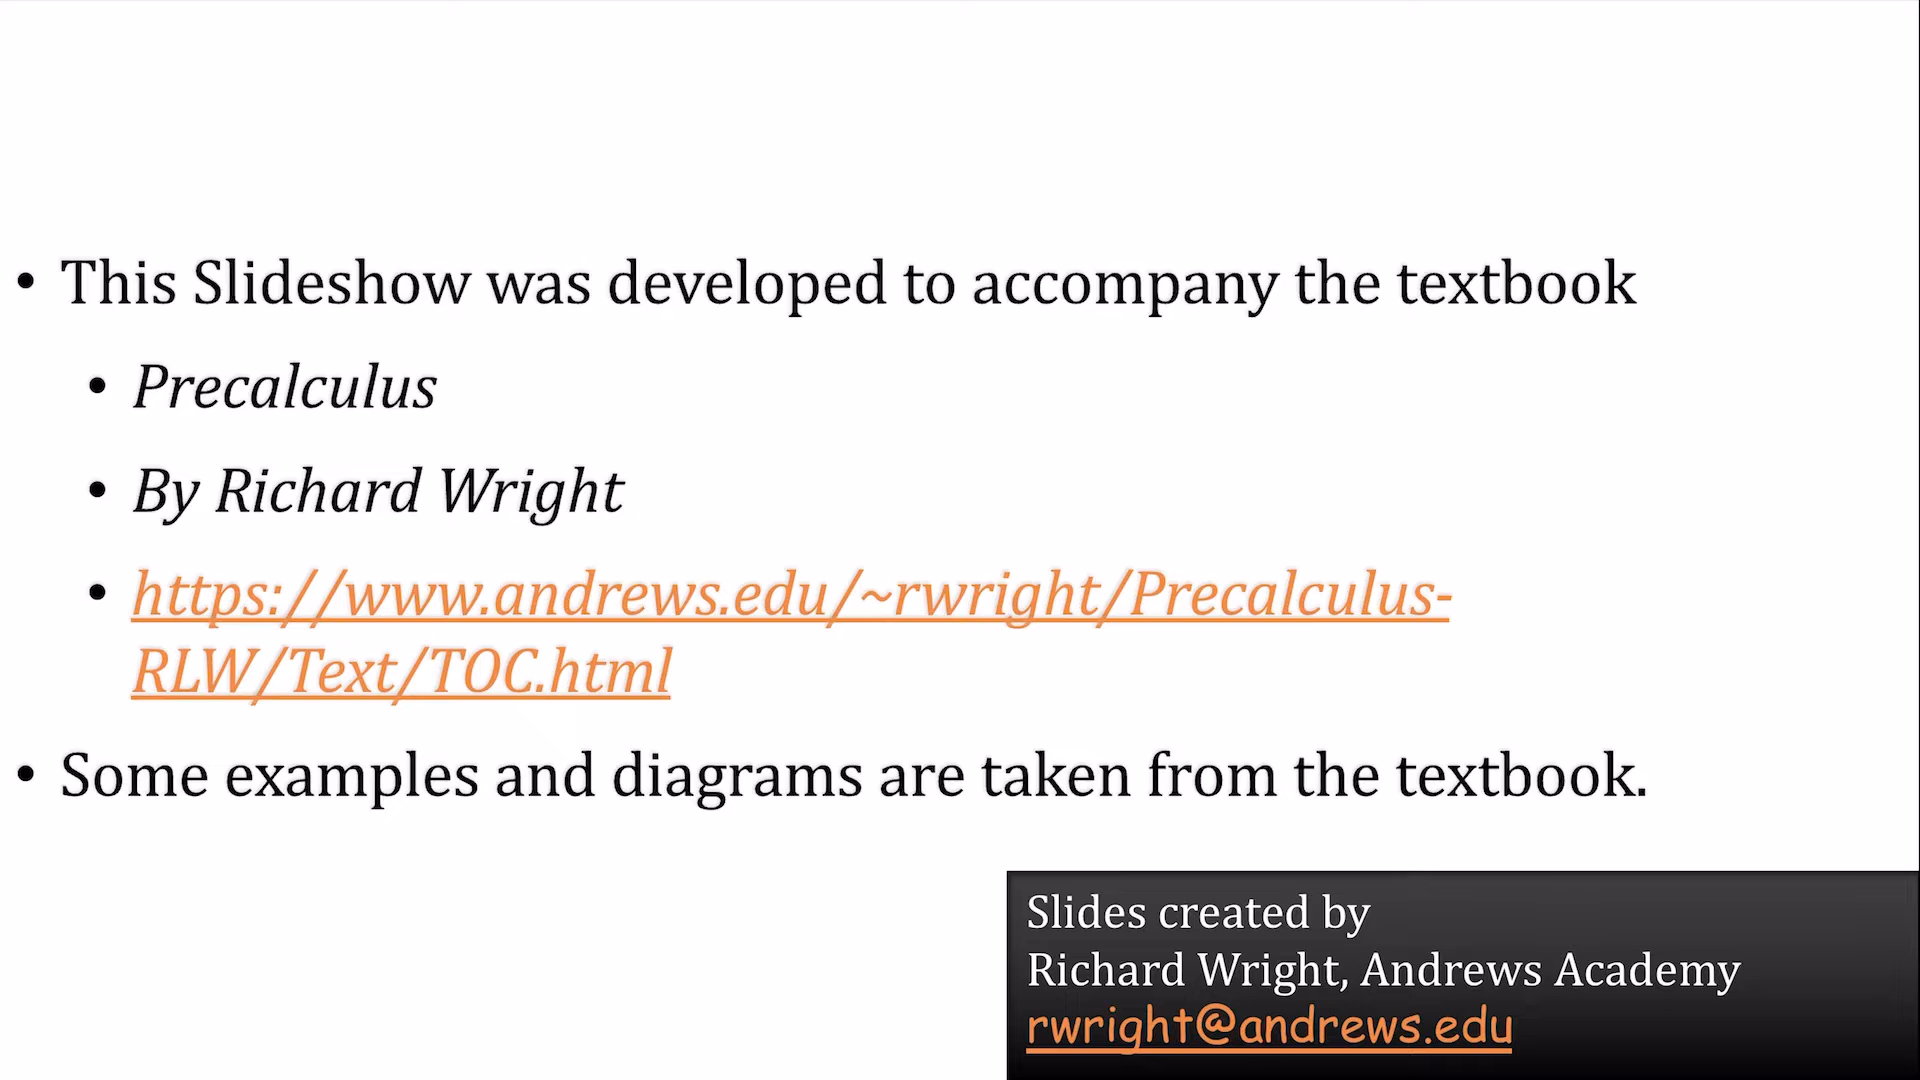 • This Slideshow was developed to accompany the textbook
• Precalculus
• By Richard Wright
• https://www.andrews.edu/~rwright/Precalculus-
RLW/Text/TOC.html
• Some examples and diagrams are taken from the textbook.
Slides created by
Richard Wright, Andrews Academy
rwright@andrews.edu